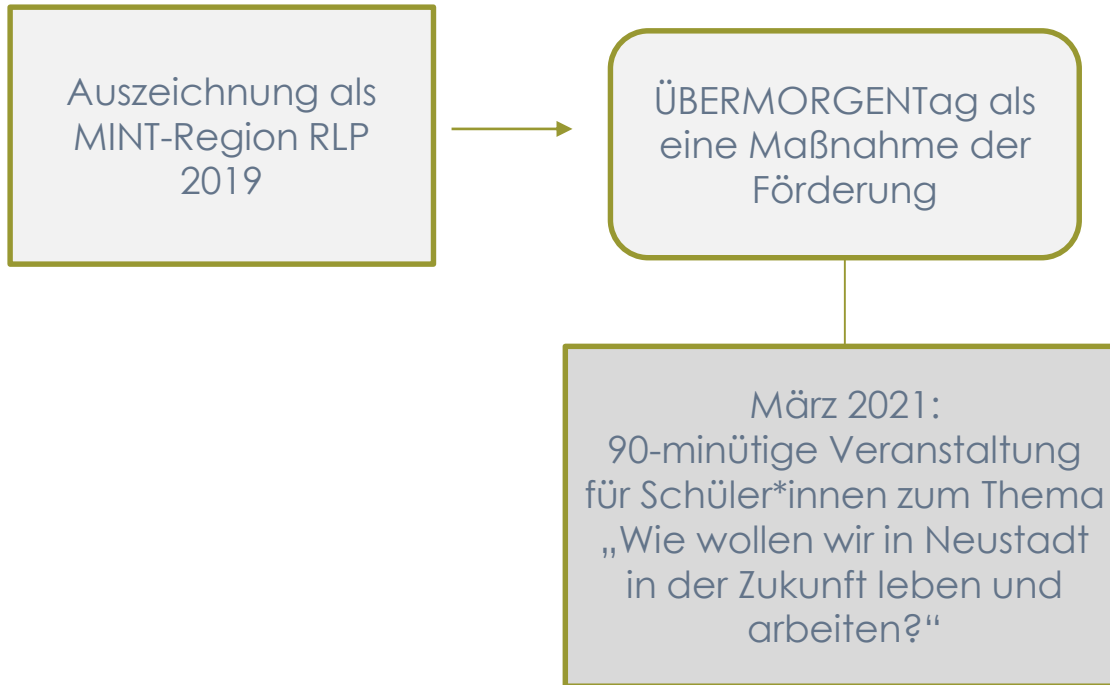 Auszeichnung als
MINT-Region RLP
2019
ÜBERMORGENTag als
eine Maßnahme der
Förderung
März 2021:
90-minütige Veranstaltung
für Schüler*innen zum Thema
„Wie wollen wir in Neustadt
in der Zukunft leben und
arbeiten?“